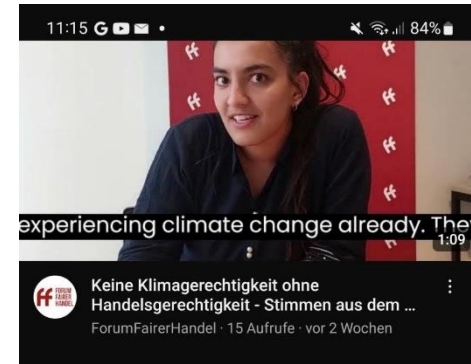 11:15 G
84%
experiencing climate change already. The
1:09
FORUM
FAIRER
HANDEL
Keine Klimagerechtigkeit ohne
Handelsgerechtigkeit - Stimmen aus dem ...
ForumFairerHandel · 15 Aufrufe · vor 2 Wochen